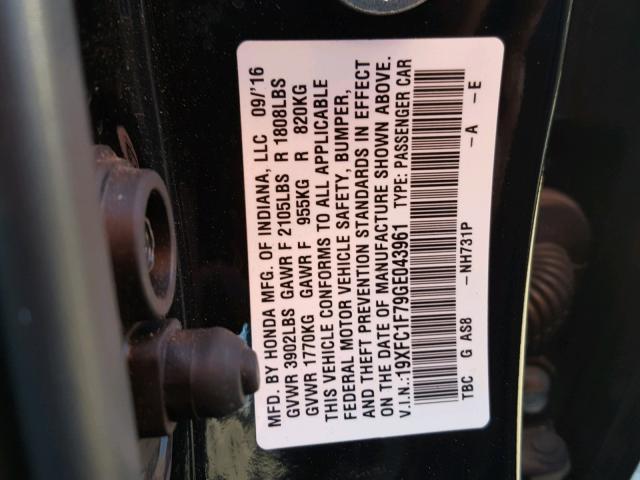 MFD. BY HONDA MFG. OF INDIANA, LLC 09/'16
GVWR 3902LBS GAWR F 2105LBS R 1808LBS
GVWR 1770KG GAWR F 955KG R 820KG
THIS VEHICLE CONFORMS TO ALL APPLICABLE
FEDERAL MOTOR VEHICLE SAFETY, BUMPER,
AND THEFT PREVENTION STANDARDS IN EFFECT
ON THE DATE OF MANUFACTURE SHOWN ABOVE.
V.I.N.:19XFC1F79GE043961 TYPE: PASSENGER CAR
TBC G AS8 -NH731P -A -E